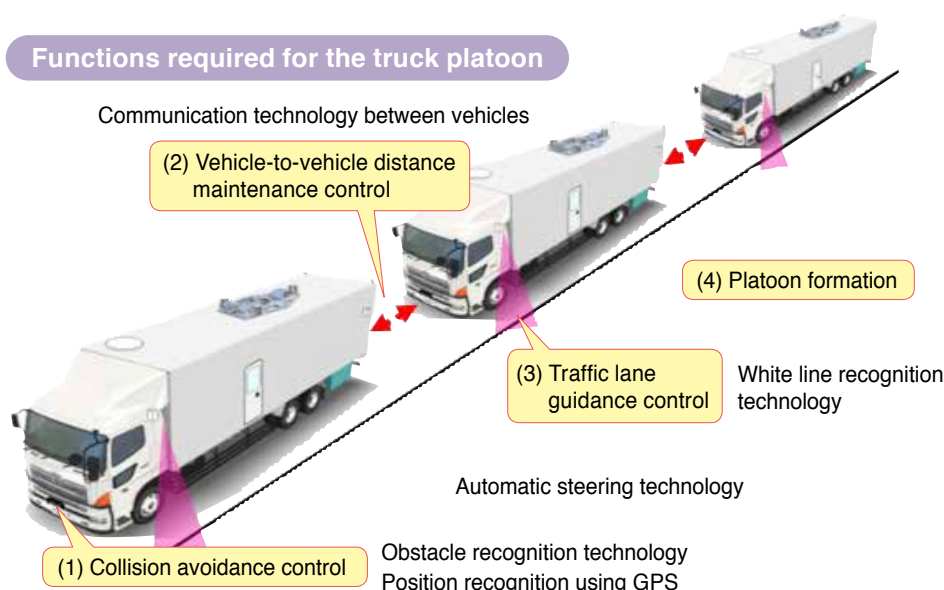 Functions required for the truck platoon
Communication technology between vehicles
(2) Vehicle-to-vehicle distance
maintenance control
(4) Platoon formation
(3) Traffic lane
guidance control
White line recognition
technology
Automatic steering technology
(1) Collision avoidance control
Obstacle recognition technology
Position recognition using GPS